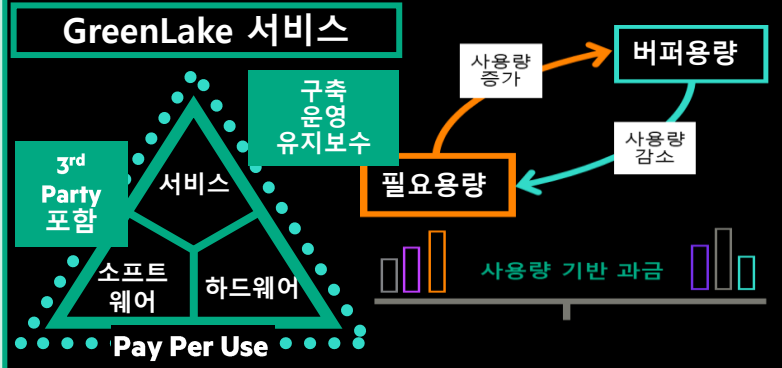 GreenLake 서비스
구축
운영
유지보수
3rd
Party
포함
서비스
소프트
웨어
하드웨어
Pay Per Use
사용량
증가
버퍼용량
사용량
감소
필요용량
사용량 기반 과금